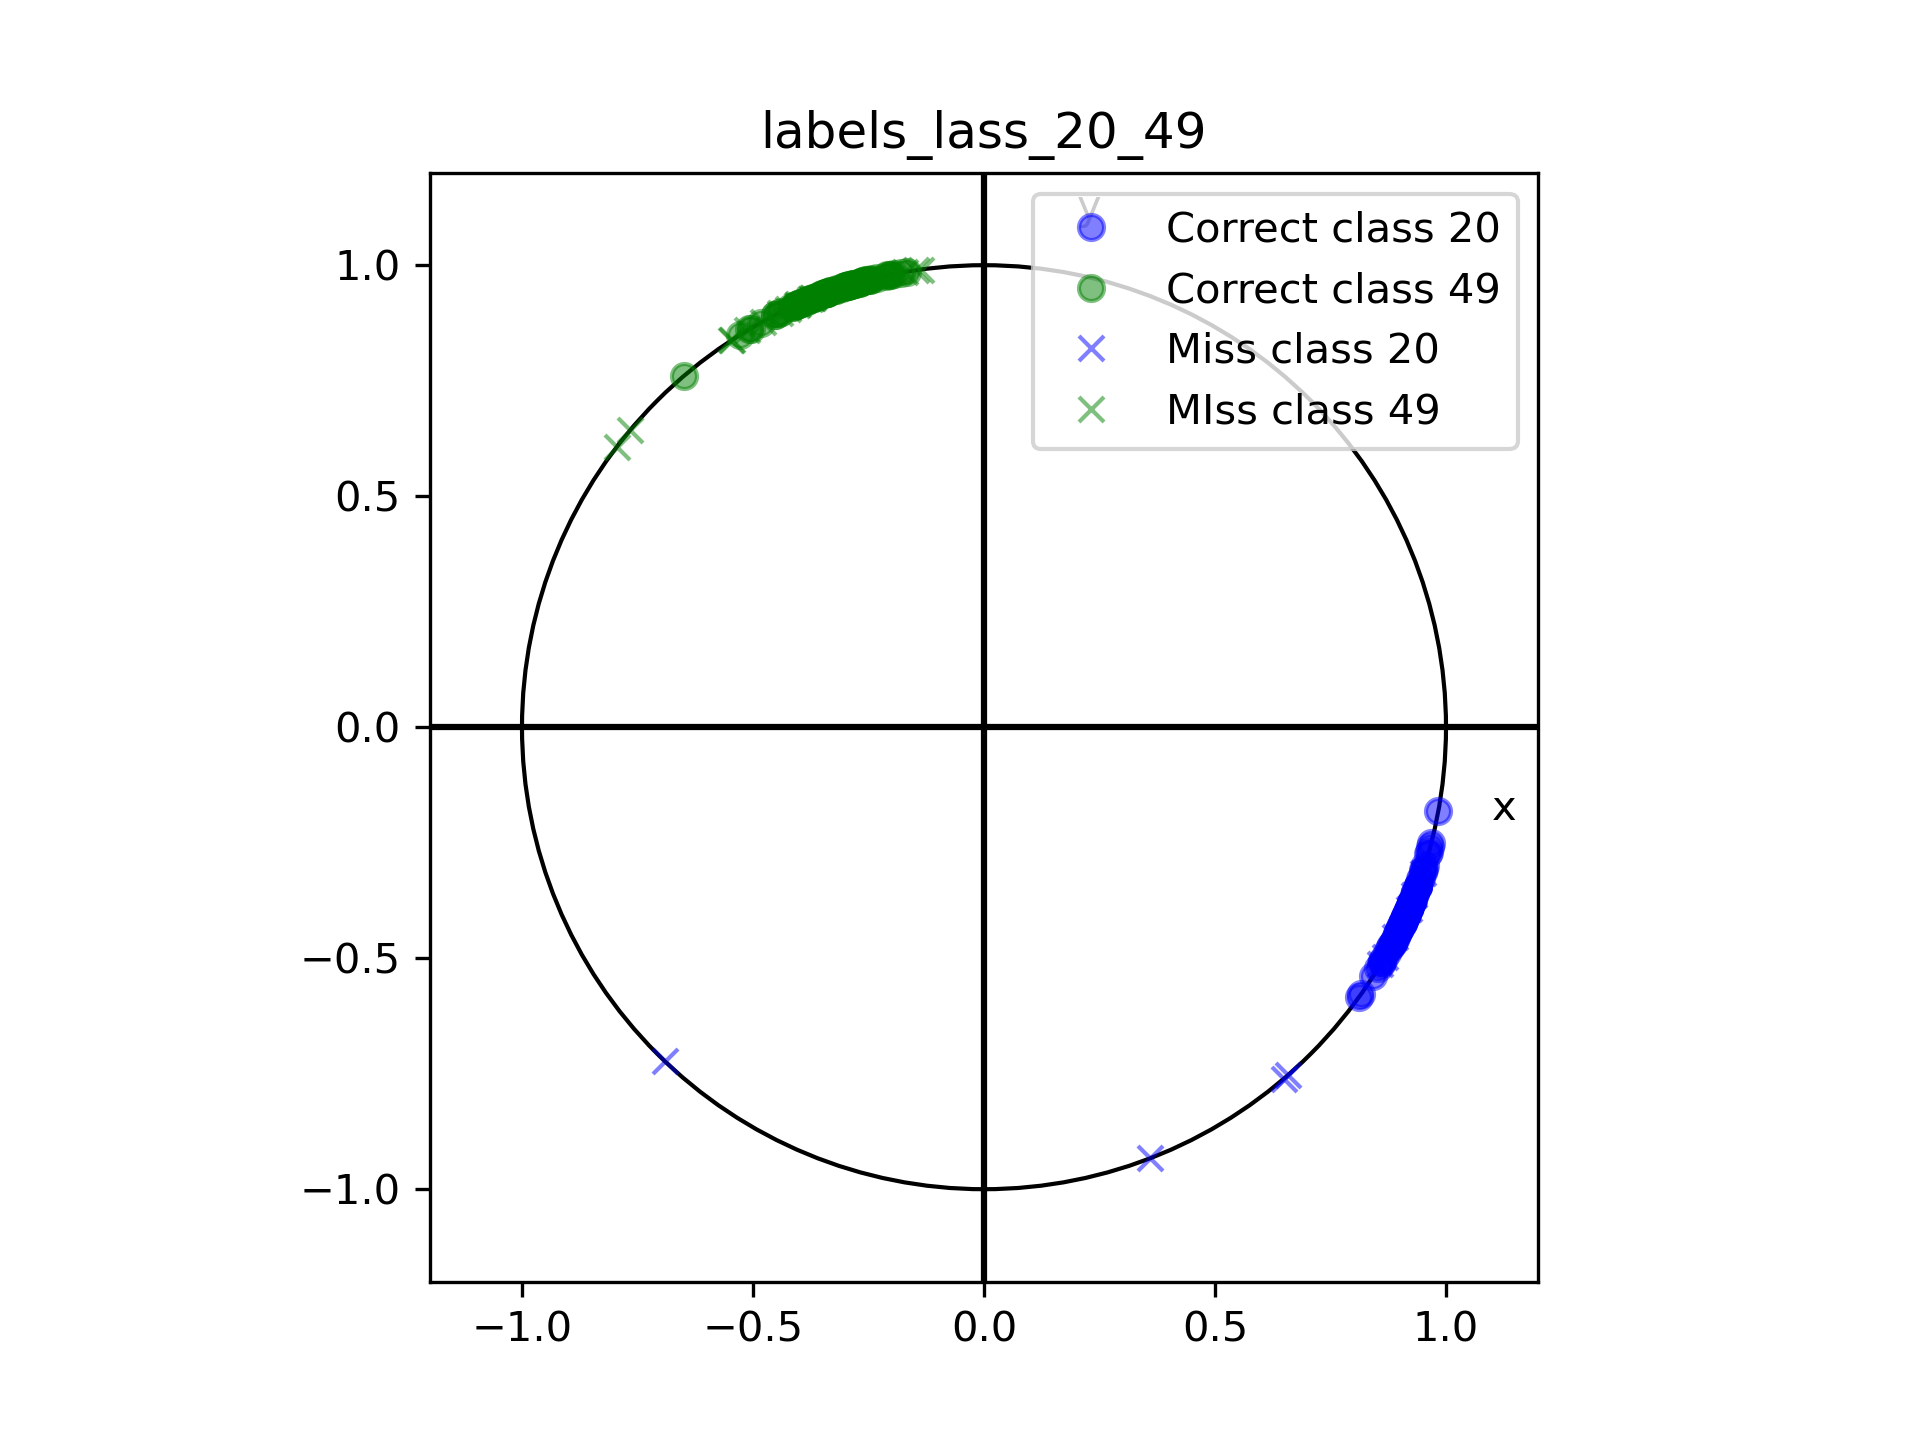 labels_lass_20_49
y
Correct class 20
Correct class 49
Miss class 20
MIss class 49
1.0
0.5
0.0
−0.5
−1.0
x
−1.0 −0.5 0.0 0.5 1.0